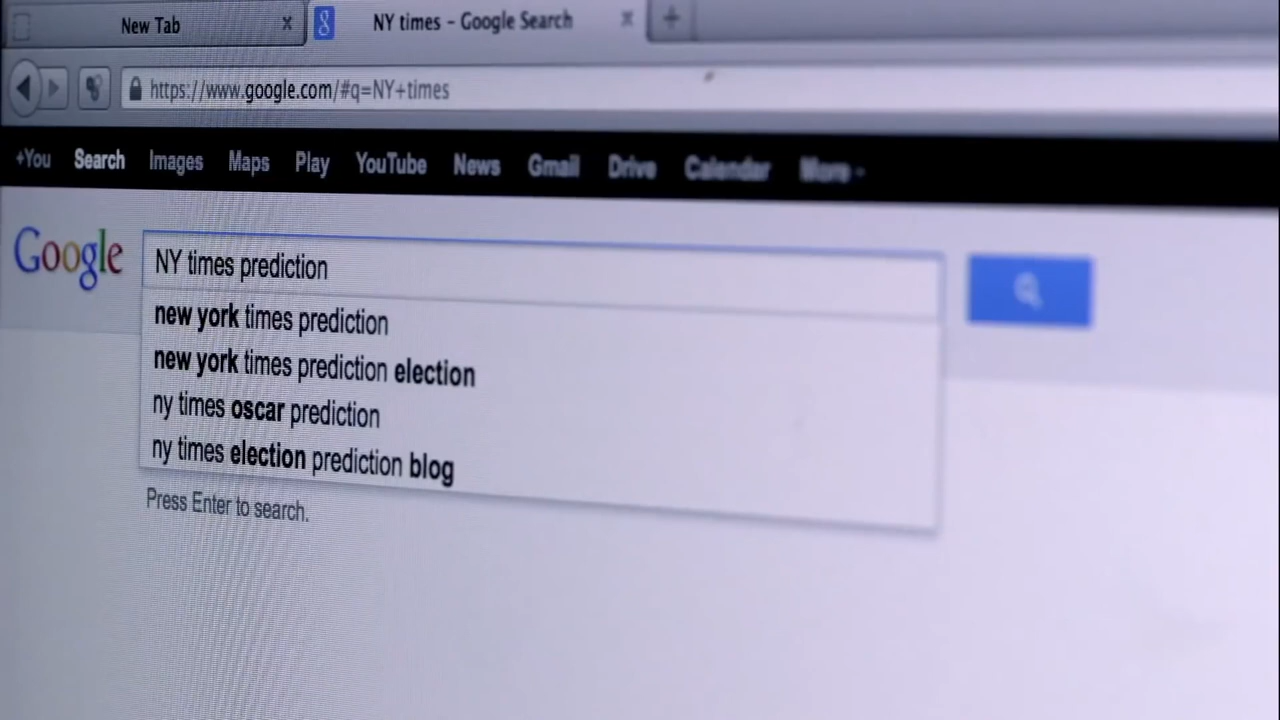 New Tab
NY times - Google Search
https://www.google.com/#q=NY+times
+You Search Images Maps Play YouTube News Gmail Drive Calendar More
Google
NY times prediction
new york times prediction
new york times prediction election
ny times oscar prediction
ny times election prediction blog
Press Enter to search.